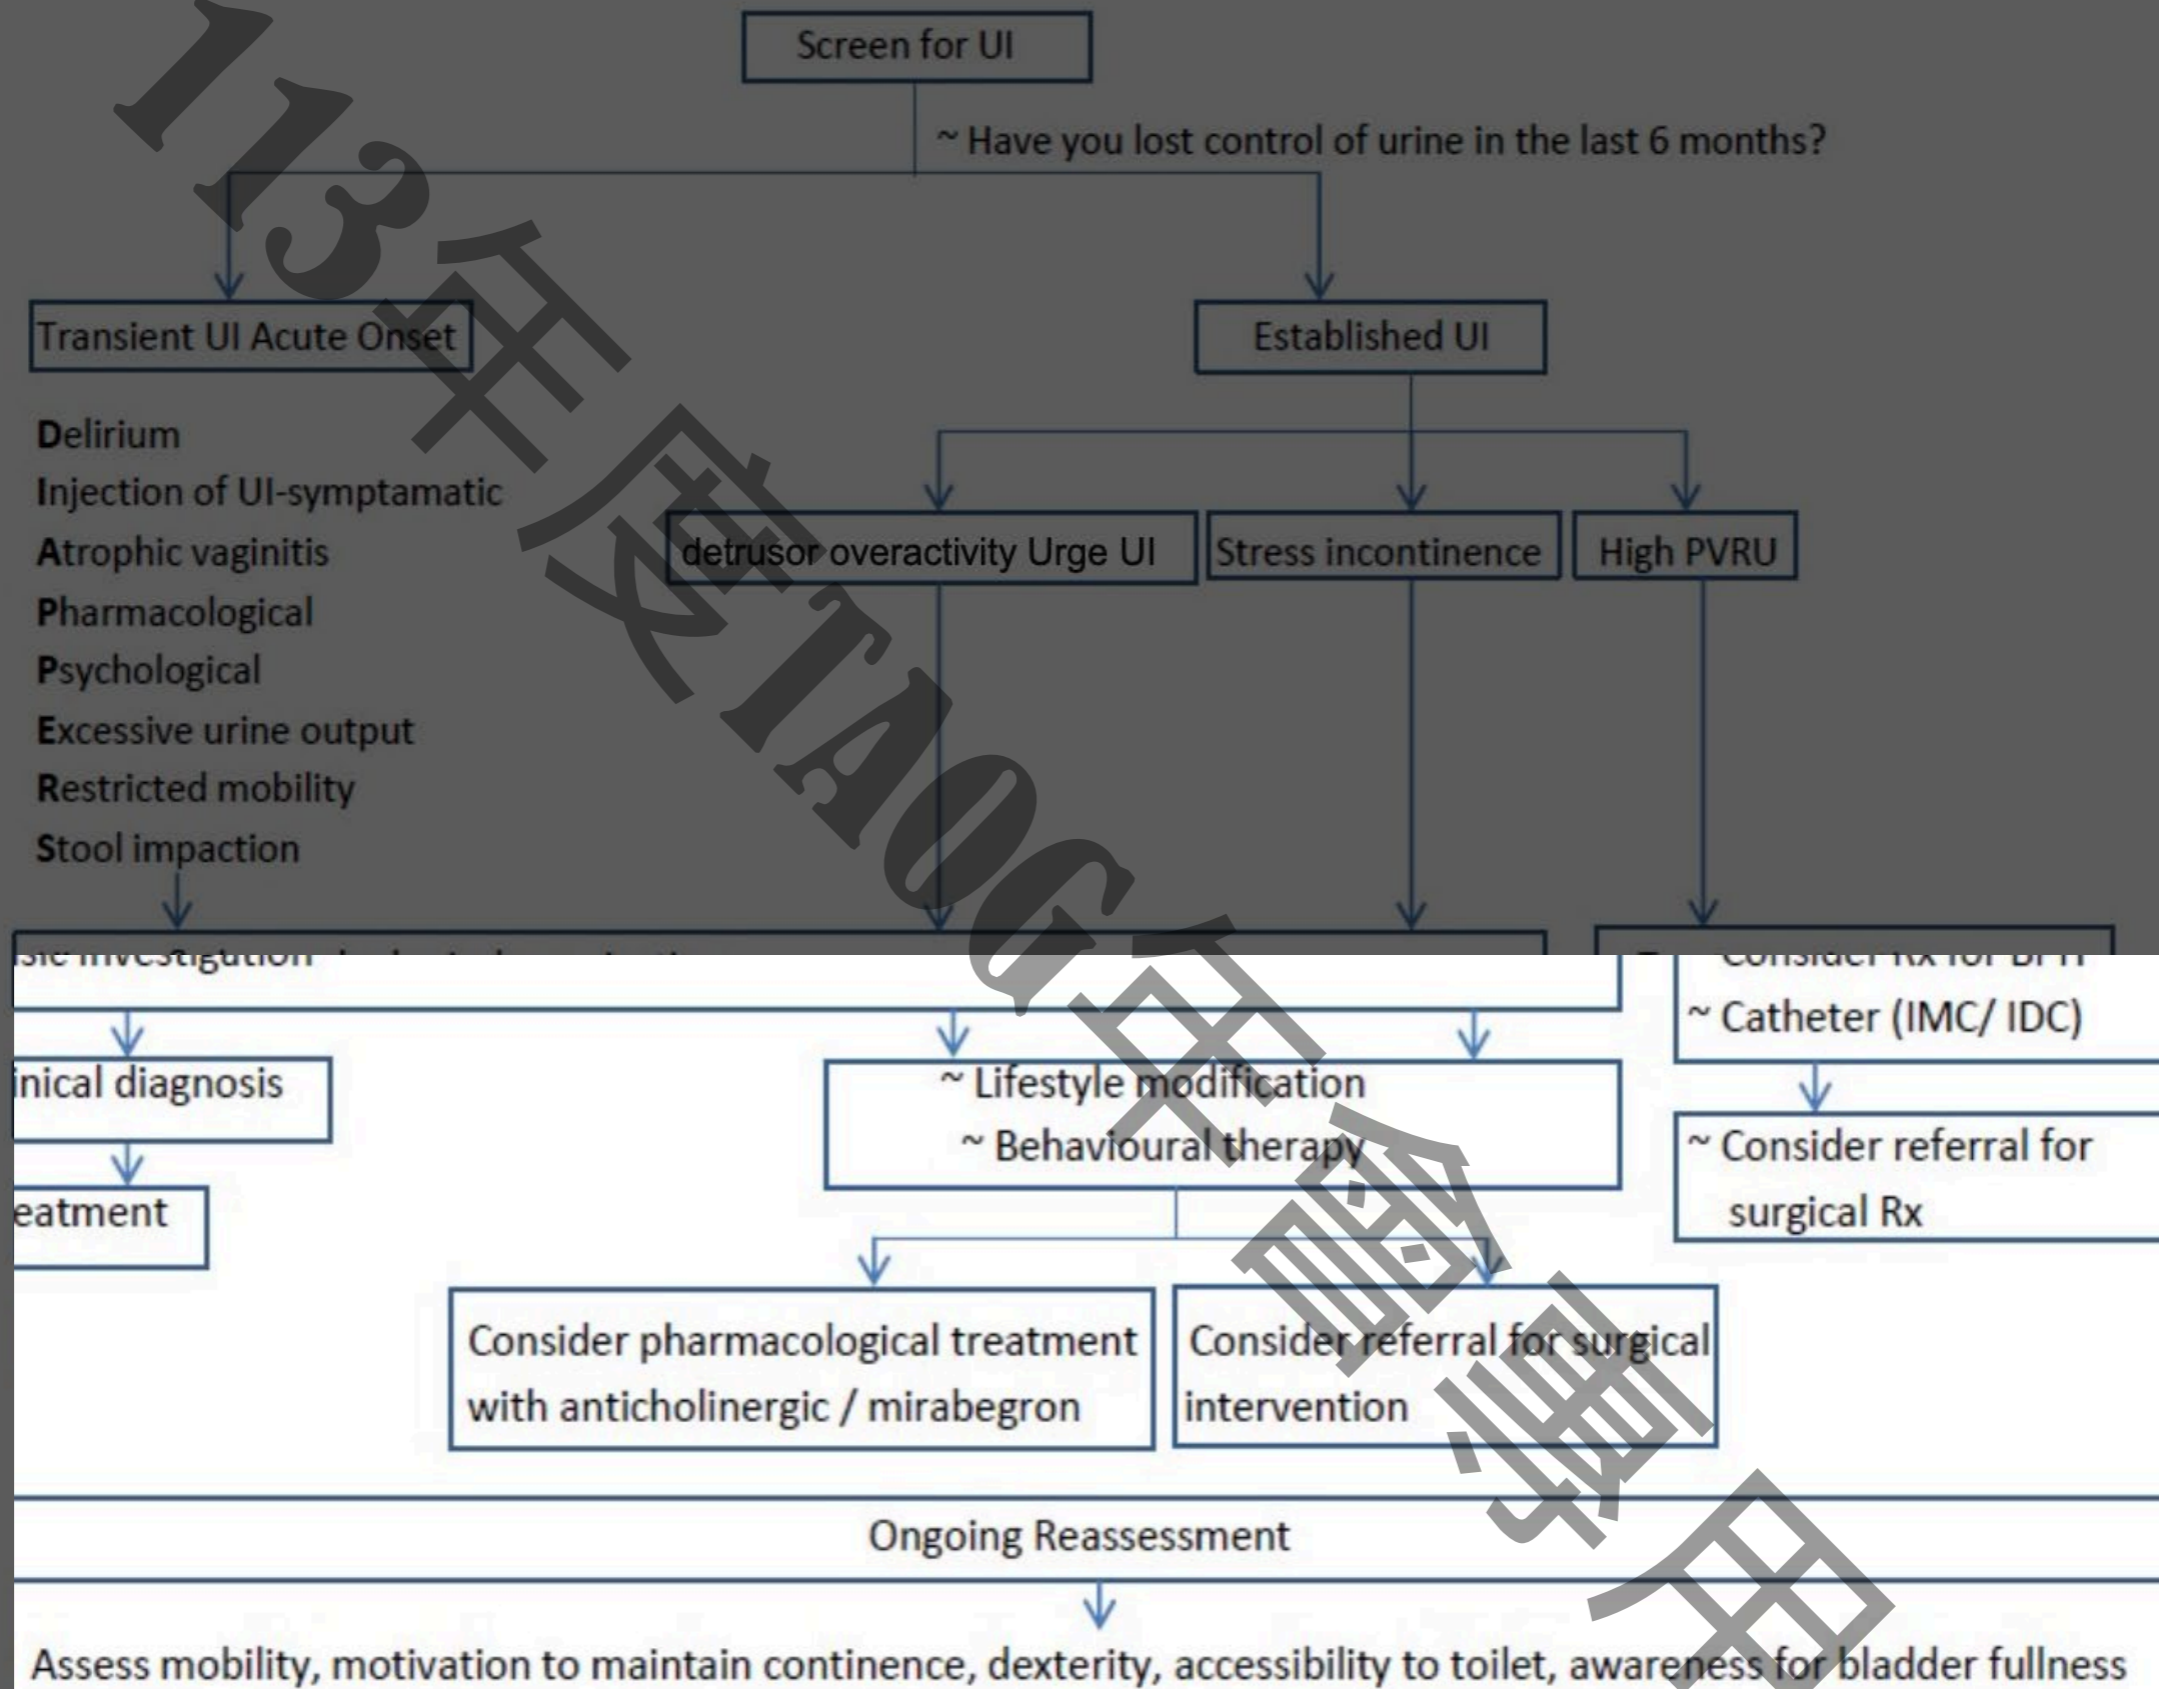 Screen for UI
~ Have you lost control of urine in the last 6 months?
Transient UI Acute Onset
Established UI
Delirium
Injection of UI-symptamatic
Atrophic vaginitis
Pharmacological
Psychological
Excessive urine output
Restricted mobility
Stool impaction
detrusor overactivity Urge UI
Stress incontinence
High PVRU
~ Catheter (IMC/ IDC)
inical diagnosis
~ Lifestyle modification
~ Behavioural therapy
~ Consider referral for
surgical Rx
eatment
Consider pharmacological treatment
with anticholinergic / mirabegron
Consider referral for surgical
intervention
Ongoing Reassessment
Assess mobility, motivation to maintain continence, dexterity, accessibility to toilet, awareness for bladder fullness
113年度TAOG年會專用